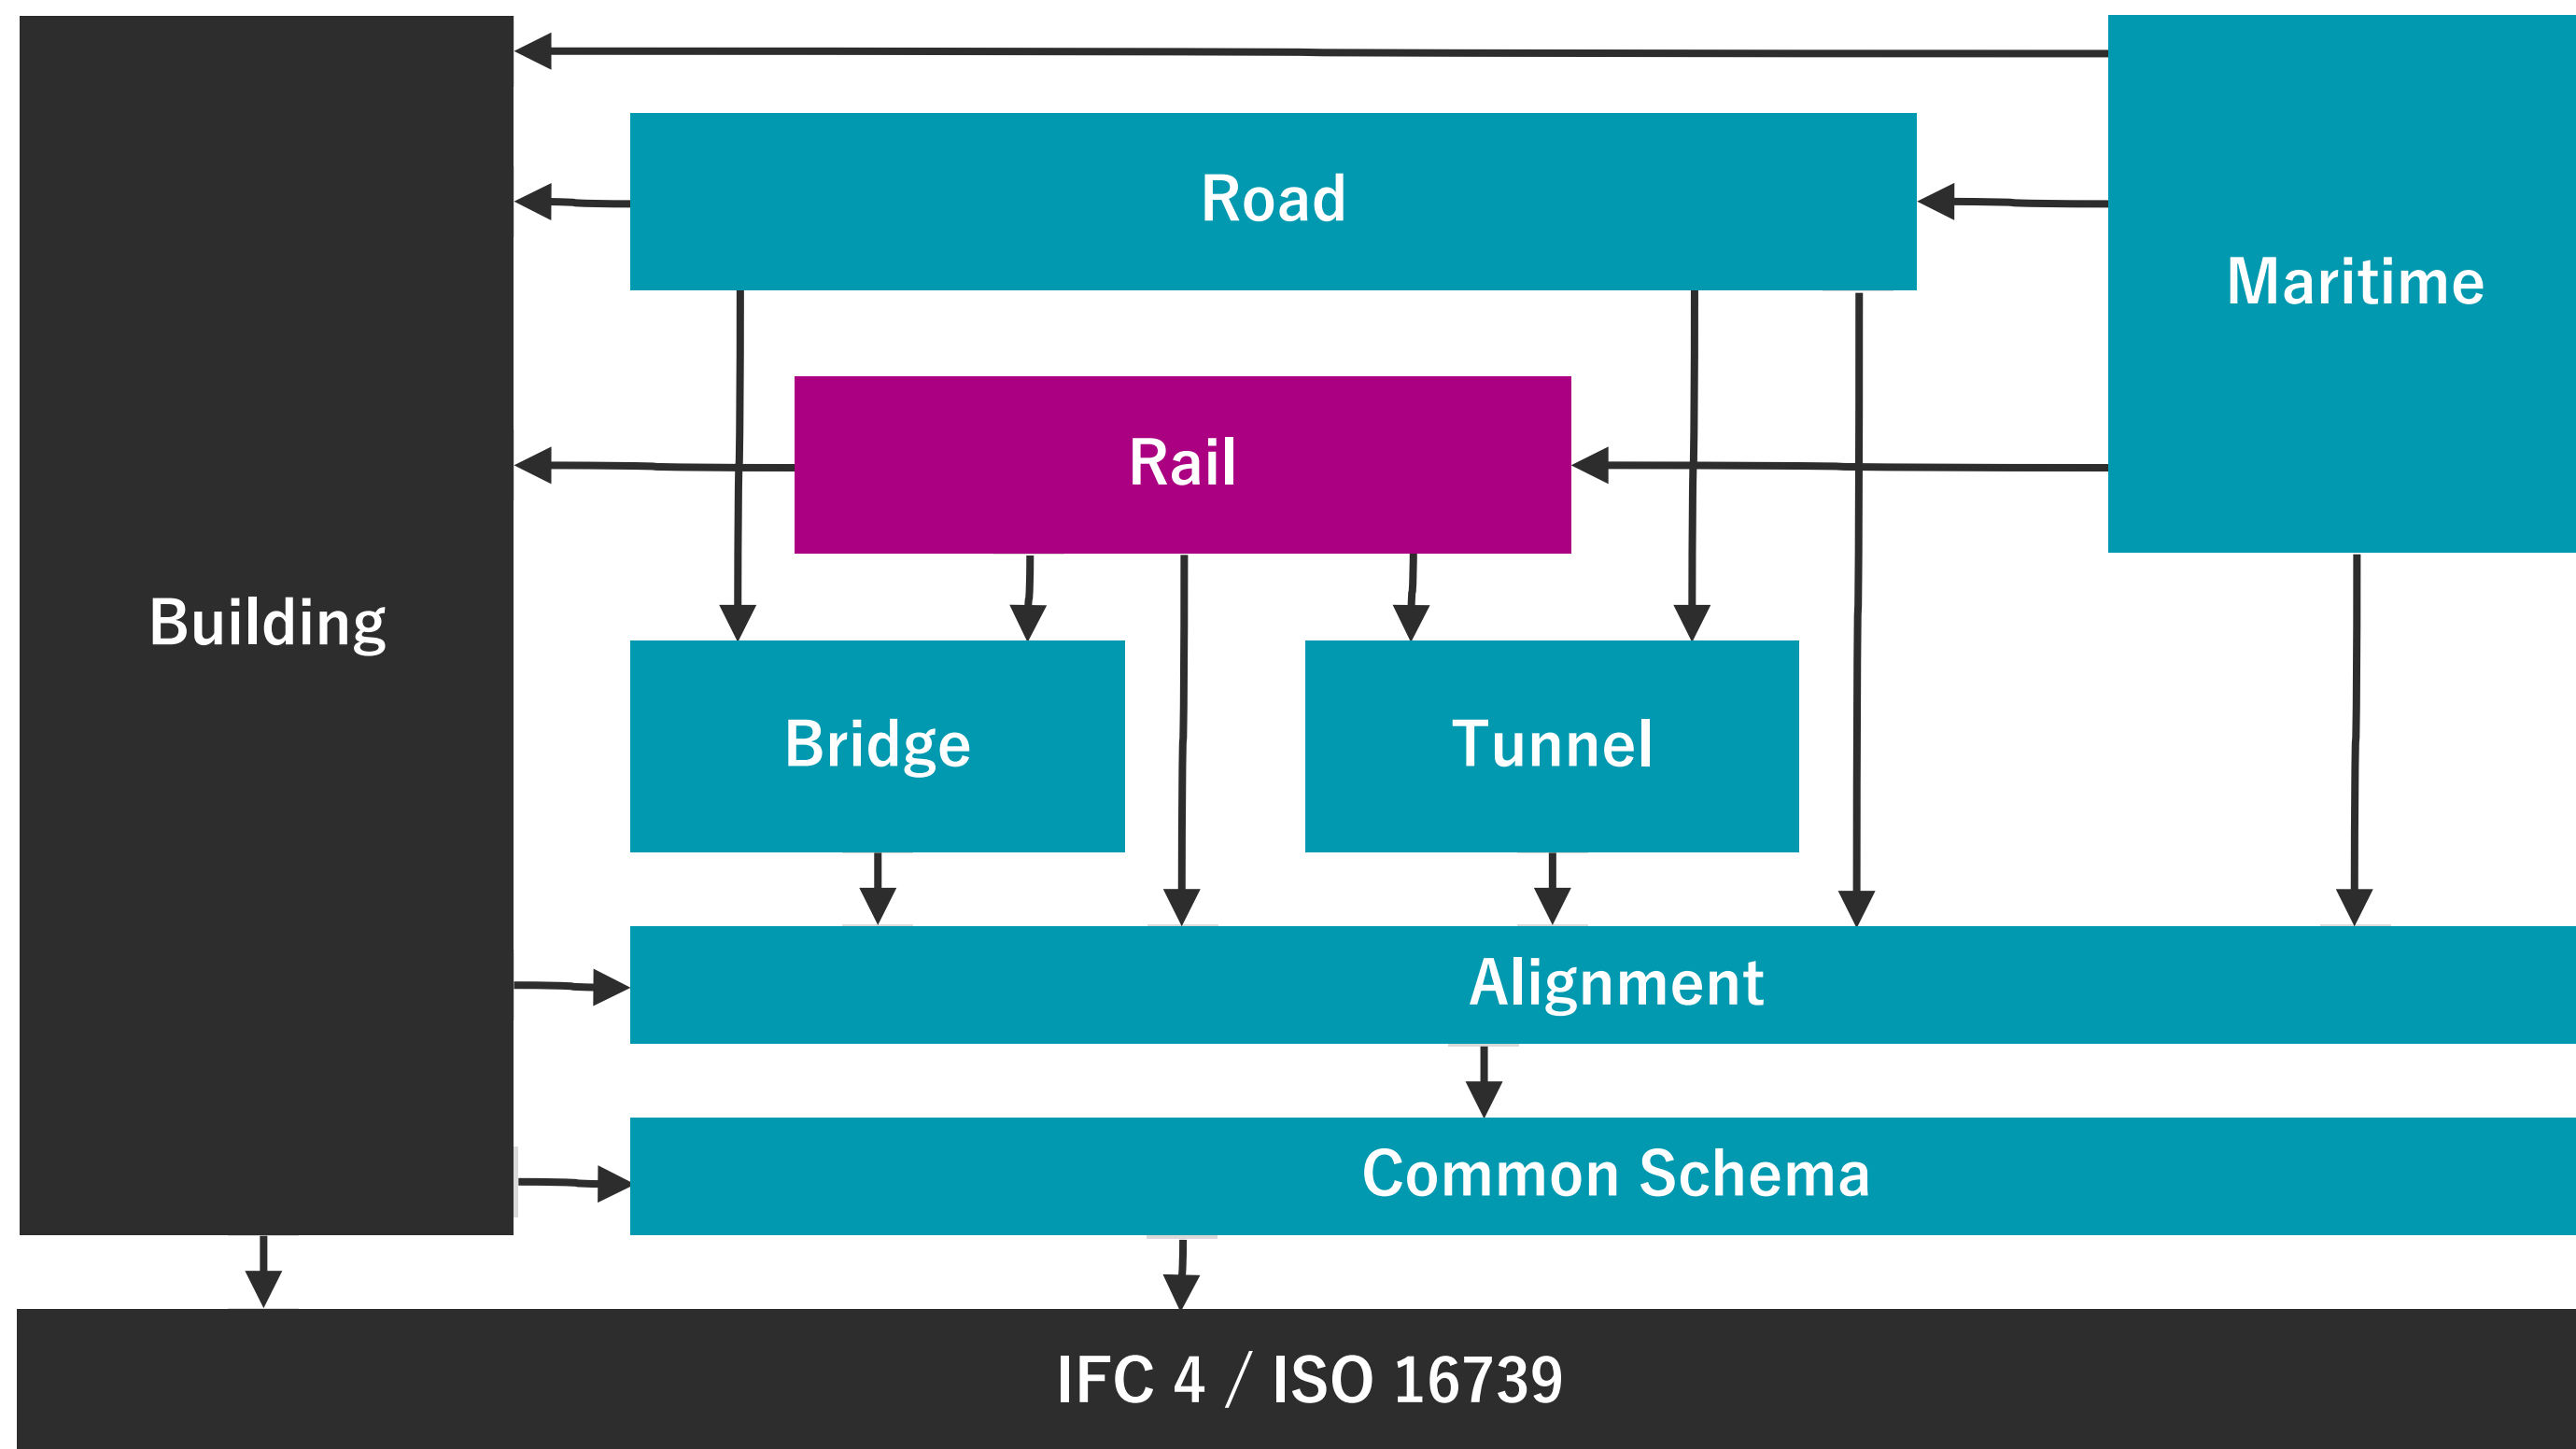 Road
Maritime
Rail
Building
Bridge
Tunnel
Alignment
Common Schema
IFC 4 / ISO 16739